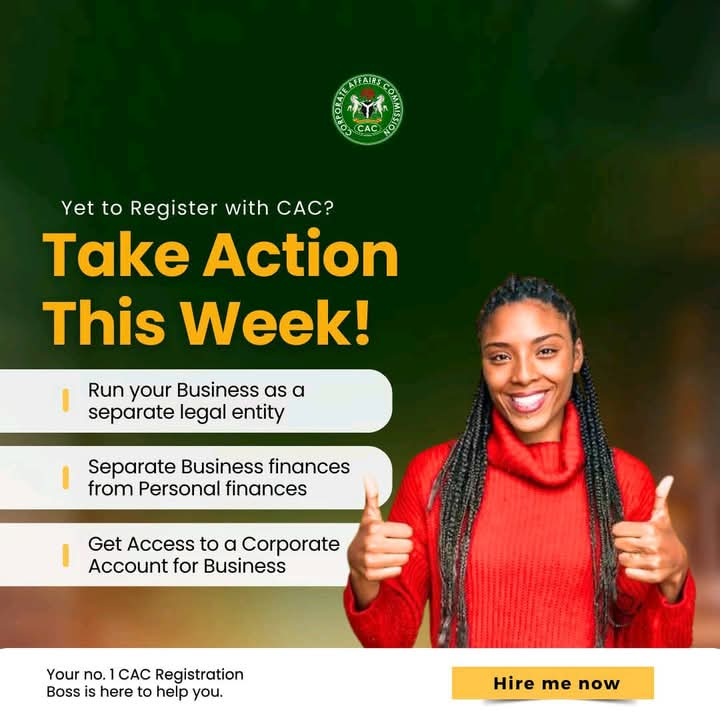 CORPORATE AFFAIRS COMMISSION
CAC
Yet to Register with CAC?
Take Action
This Week!
Run your Business as a
separate legal entity
Separate Business finances
from Personal finances
Get Access to a Corporate
Account for Business
Your no. 1 CAC Registration
Boss is here to help you.
Hire me now